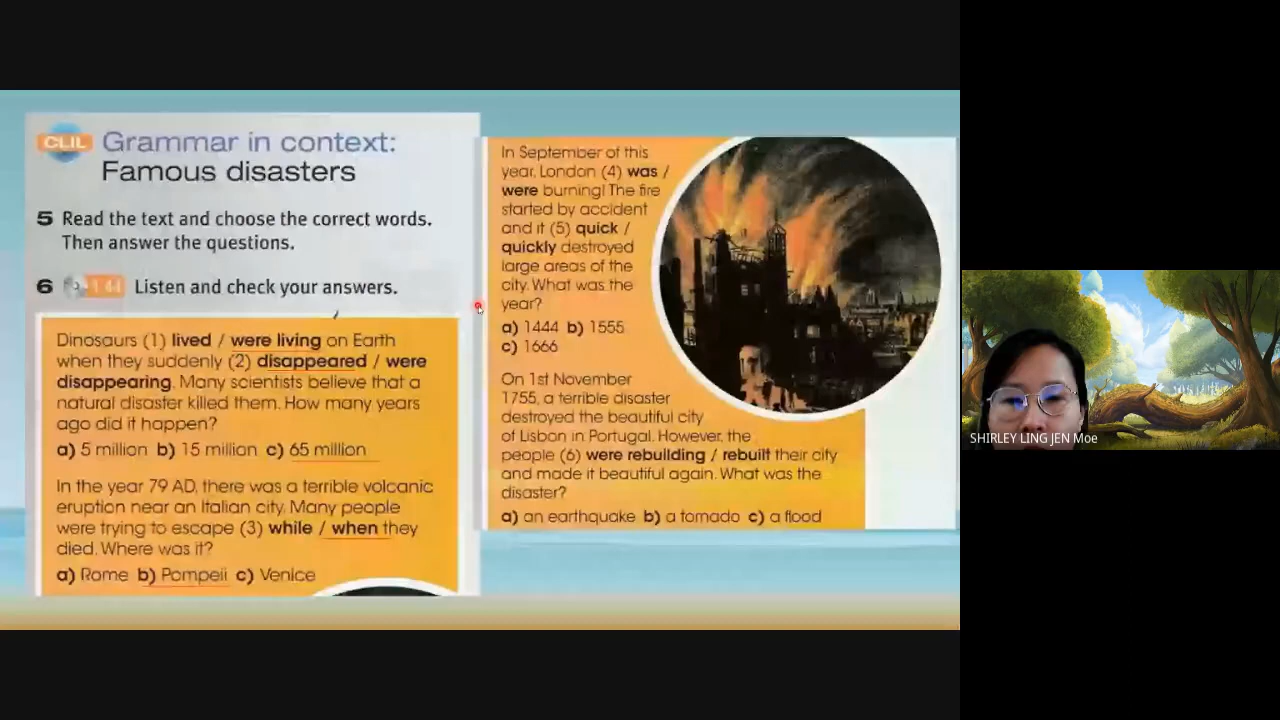 CLIL Grammar in context:
Famous disasters
5 Read the text and choose the correct words.
Then answer the questions.
6 1.44 Listen and check your answers.
Dinosaurs (1) lived / were living on Earth
when they suddenly (2) disappeared / were
disappearing. Many scientists believe that a
natural disaster killed them. How many years
ago did it happen?
a) 5 million b) 15 million c) 65 million
In the year 79 AD, there was a terrible volcanic
eruption near an Italian city. Many people
were trying to escape (3) while / when they
died. Where was it?
a) Rome b) Pompeii c) Venice
In September of this
year, London (4) was /
were burning! The fire
started by accident
and it (5) quick /
quickly destroyed
large areas of the
city. What was the
year?
a) 1444 b) 1555
c) 1666
On 1st November
1755, a terrible disaster
destroyed the beautiful city
of Lisbon in Portugal. However, the
people (6) were rebuilding / rebuilt their city
and made it beautiful again. What was the
disaster?
a) an earthquake b) a tornado c) a flood
SHIRLEY LING JEN Moe